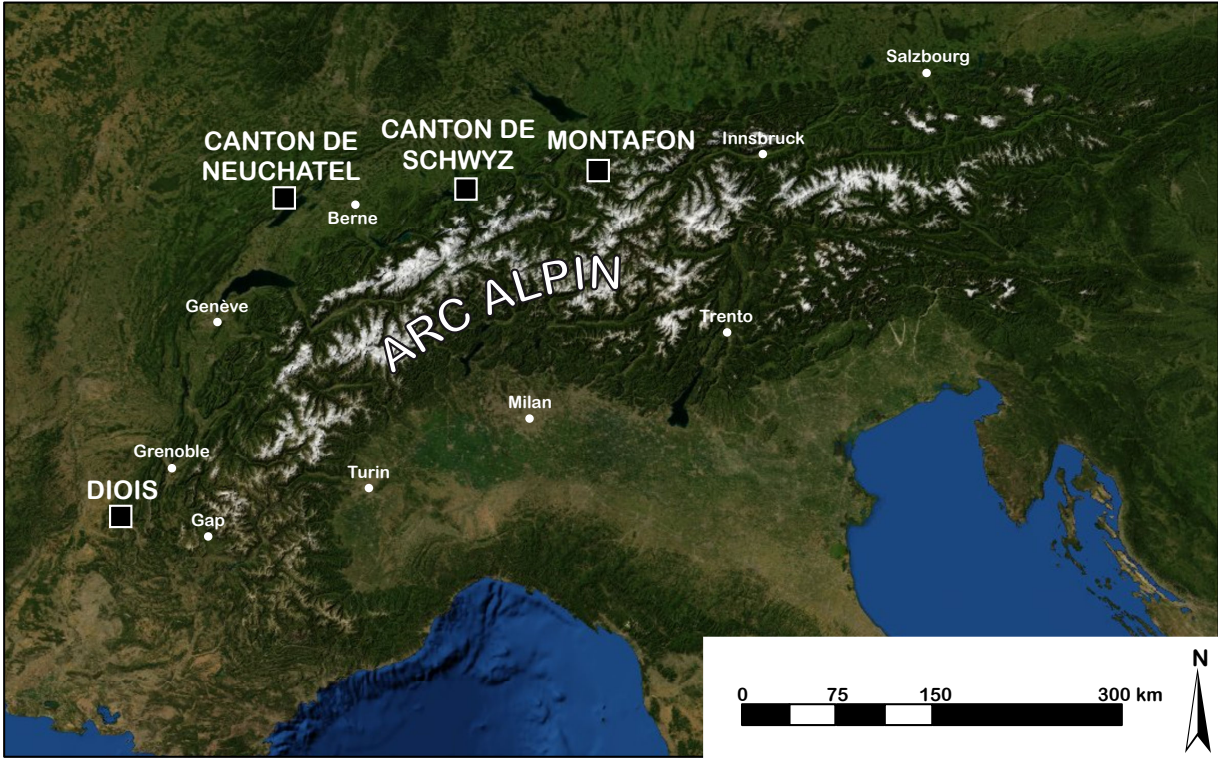 Salzbourg
CANTON DE
NEUCHATEL
CANTON DE
SCHWYZ
MONTAFON
Innsbruck
Berne
ARC ALPIN
Genève
Trento
Milan
Grenoble
Turin
DIOIS
Gap
N
0 75 150 300 km